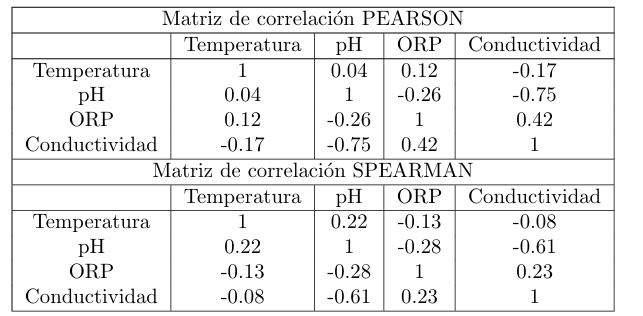 Matriz de correlación PEARSON
Temperatura pH ORP Conductividad
Temperatura 1 0.04 0.12 -0.17
pH 0.04 1 -0.26 -0.75
ORP 0.12 -0.26 1 0.42
Conductividad -0.17 -0.75 0.42 1
Matriz de correlación SPEARMAN
Temperatura pH ORP Conductividad
Temperatura 1 0.22 -0.13 -0.08
pH 0.22 1 -0.28 -0.61
ORP -0.13 -0.28 1 0.23
Conductividad -0.08 -0.61 0.23 1